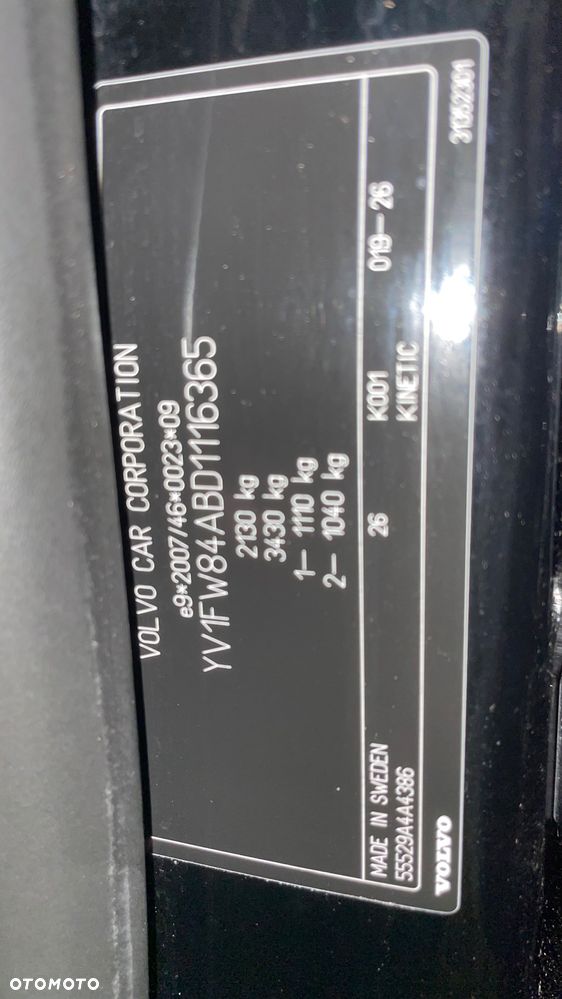 VOLVO CAR CORPORATION
e9*2007/46*0023*09
YV1FW84ABD1116365
2130 kg
3430 kg
1- 1110 kg
2- 1040 kg
MADE IN SWEDEN 26 K001 019-26
55529A4A4386 KINETIC
VOLVO 31352301
OTOMOTO